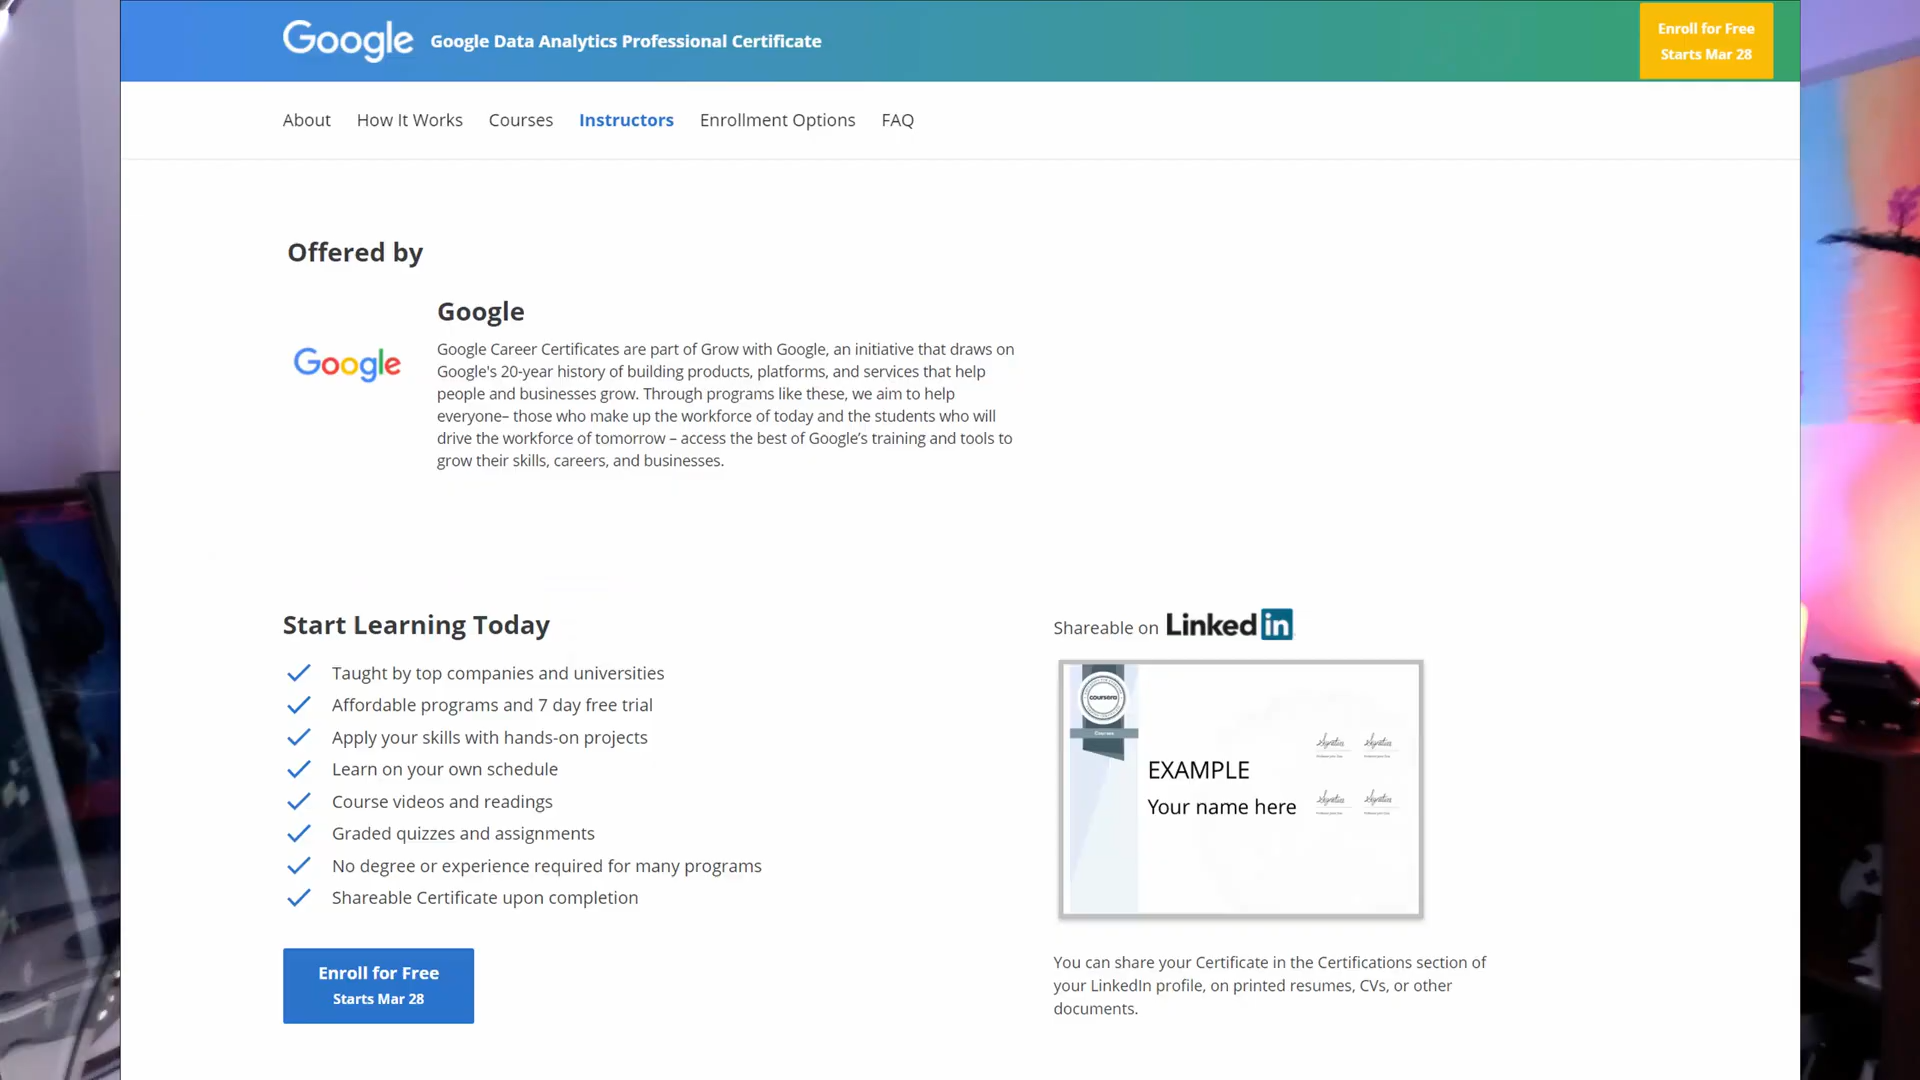 Google Google Data Analytics Professional Certificate
Enroll for Free
Starts Mar 28
About How It Works Courses Instructors Enrollment Options FAQ
Offered by
Google
Google
Google Career Certificates are part of Grow with Google, an initiative that draws on
Google's 20-year history of building products, platforms, and services that help
people and businesses grow. Through programs like these, we aim to help
everyone– those who make up the workforce of today and the students who will
drive the workforce of tomorrow – access the best of Google’s training and tools to
grow their skills, careers, and businesses.
Start Learning Today
Taught by top companies and universities
Affordable programs and 7 day free trial
Apply your skills with hands-on projects
Learn on your own schedule
Course videos and readings
Graded quizzes and assignments
No degree or experience required for many programs
Shareable Certificate upon completion
Enroll for Free
Starts Mar 28
Shareable on LinkedIn
coursera
Courses
EXAMPLE
Your name here
Signature Signature
Signature Signature
You can share your Certificate in the Certifications section of
your LinkedIn profile, on printed resumes, CVs, or other
documents.